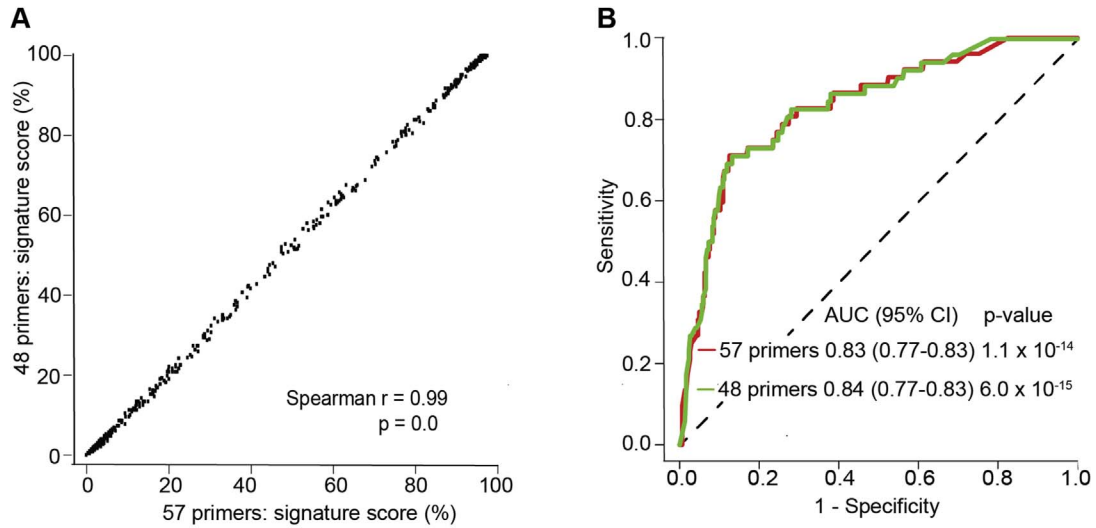 A
100
80
60
40
20
0
48 primers: signature score (%)
Spearman r = 0.99
p = 0.0
0 20 40 60 80 100
57 primers: signature score (%)
B
1.0
0.8
0.6
0.4
0.2
0.0
Sensitivity
AUC (95% CI) p-value
57 primers 0.83 (0.77-0.83) 1.1 x 10-14
48 primers 0.84 (0.77-0.83) 6.0 x 10-15
0.0 0.2 0.4 0.6 0.8 1.0
1 - Specificity